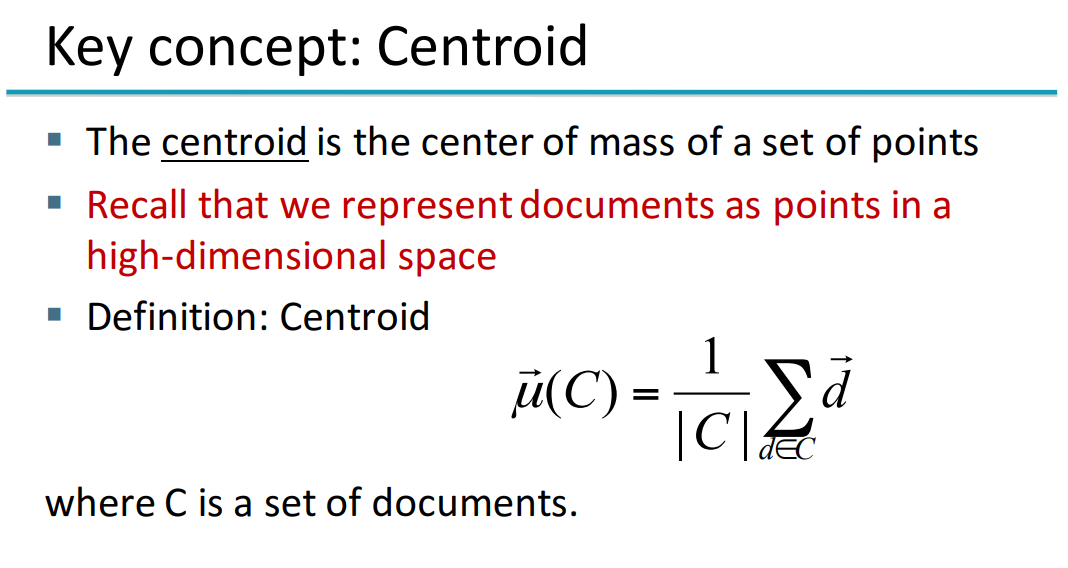 Key concept: Centroid
▪ The centroid is the center of mass of a set of points
▪ Recall that we represent documents as points in a
high-dimensional space
▪ Definition: Centroid
$\vec{\mu}(C) = \frac{1}{|C|} \sum_{d \in C} \vec{d}$
where C is a set of documents.